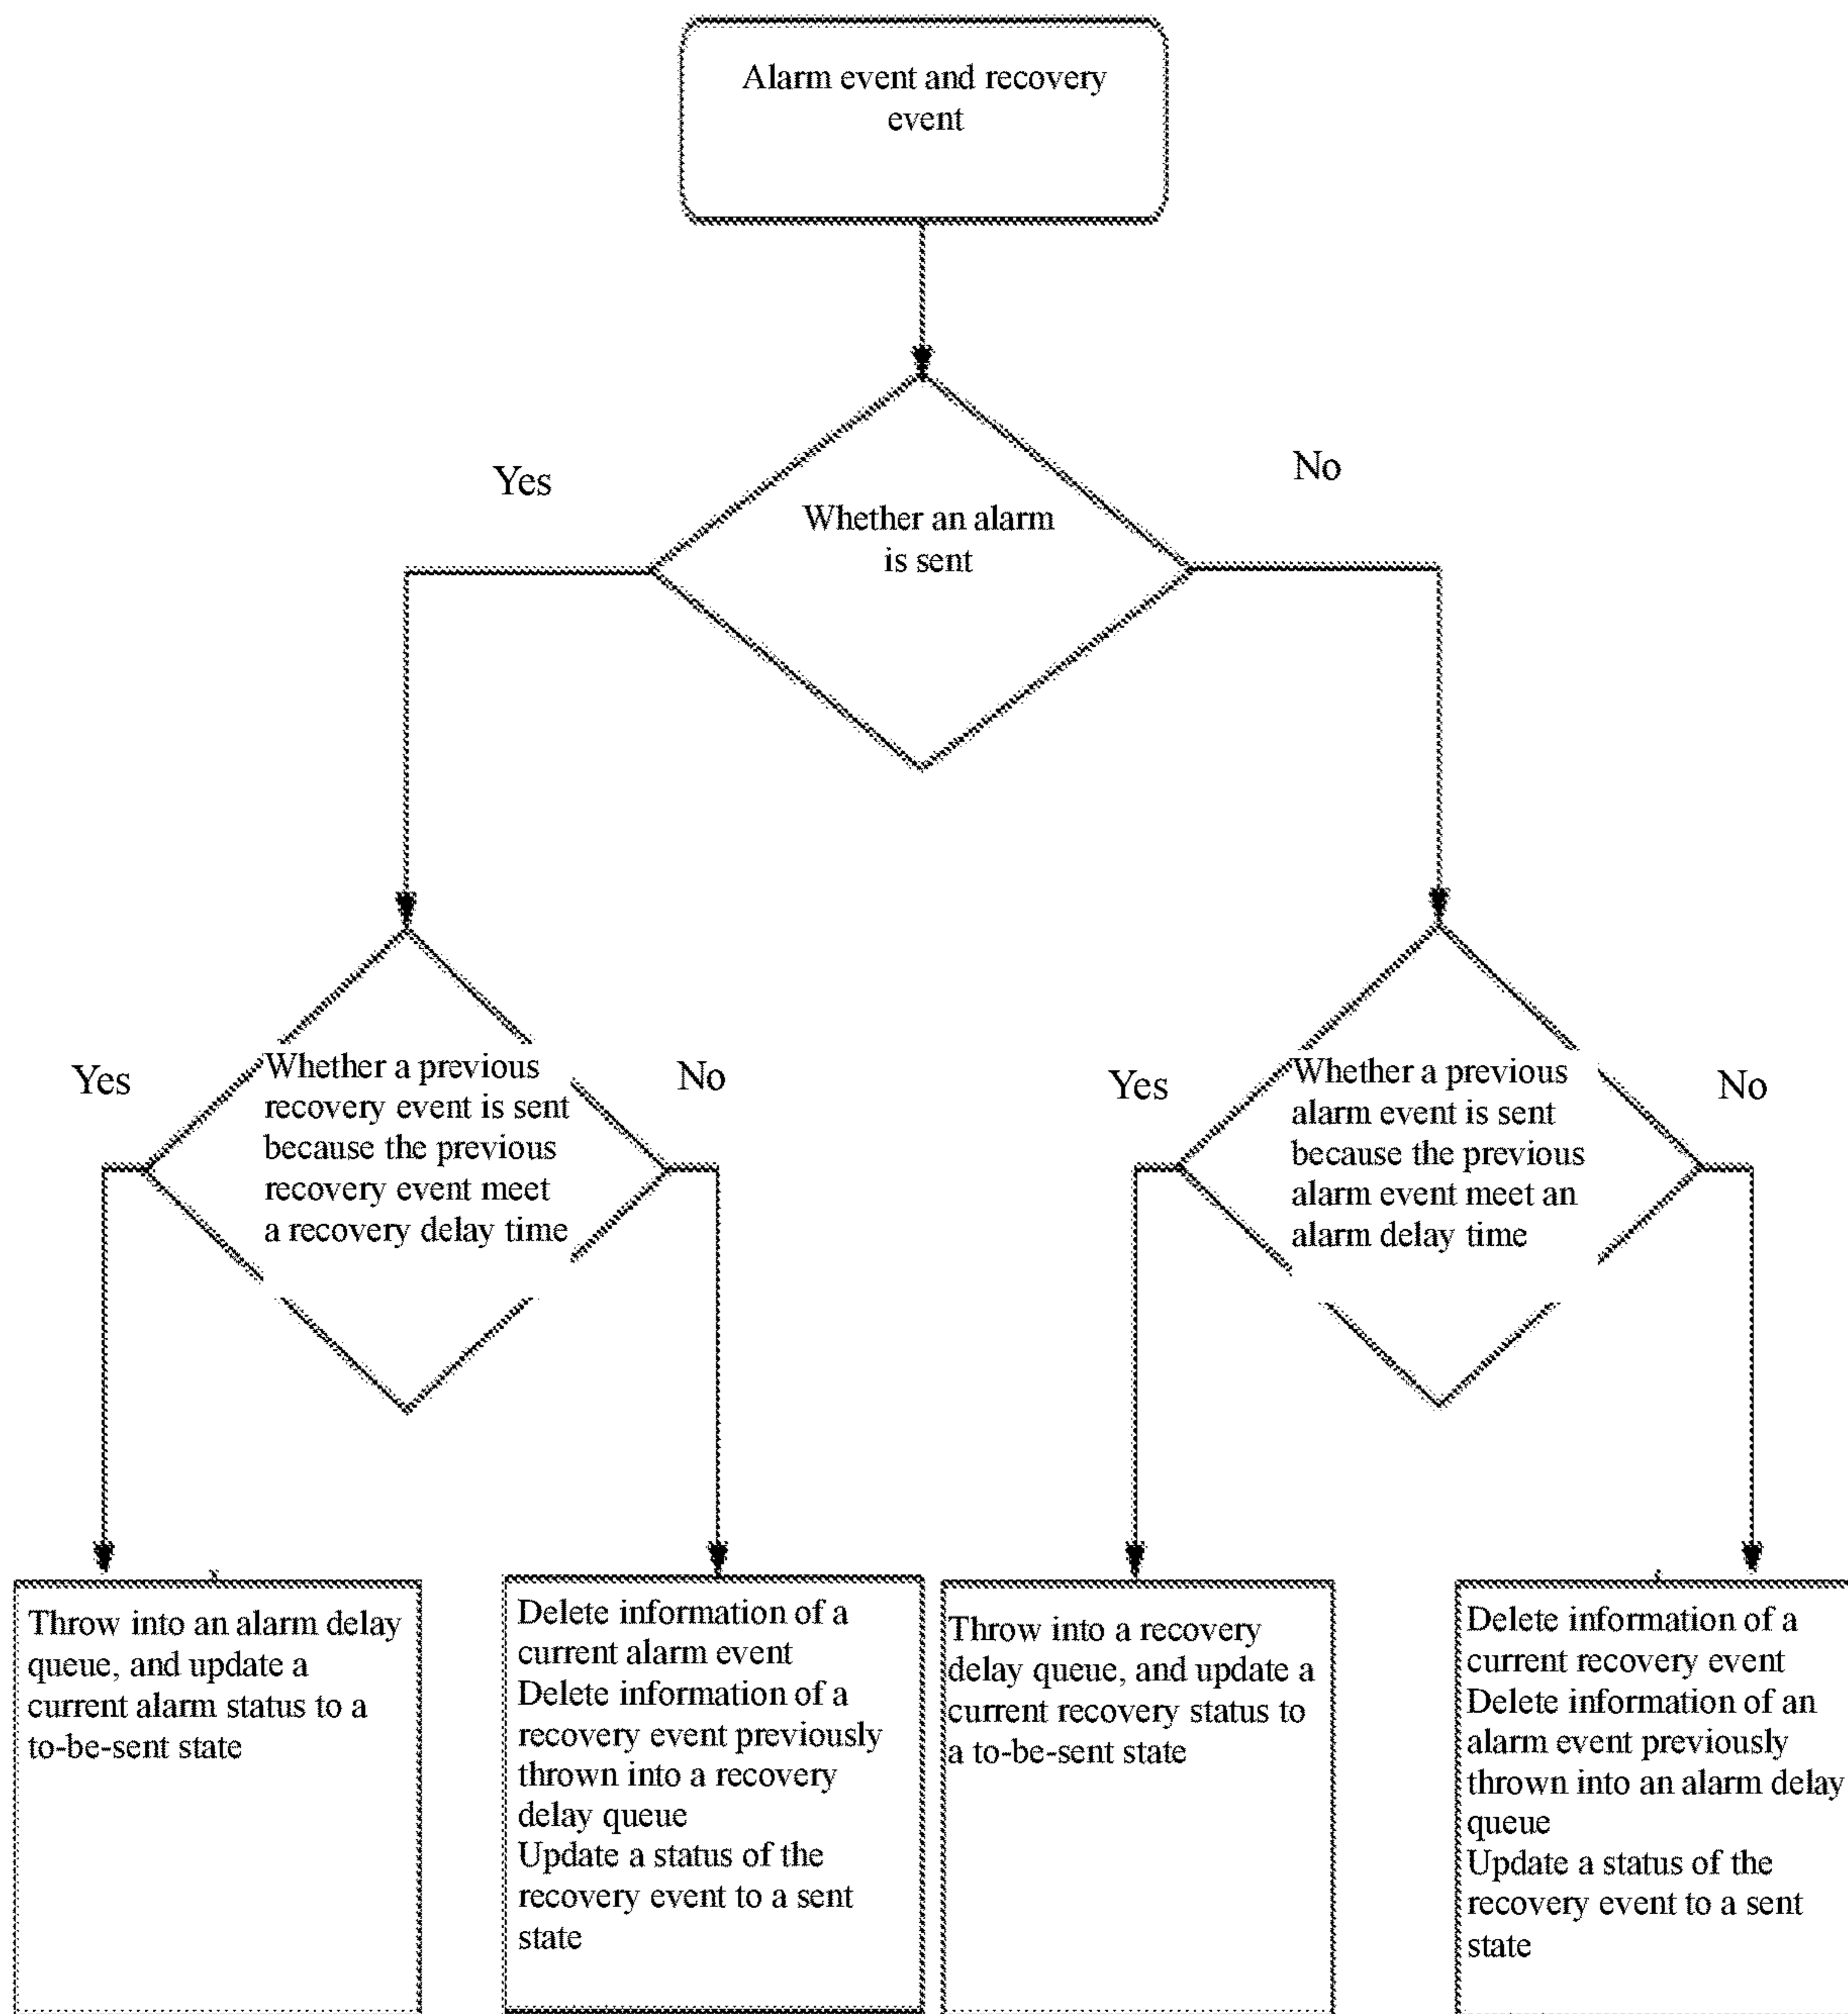 Alarm event and recovery
event
Yes
No
Whether an alarm
is sent
Yes
Whether a previous
recovery event is sent
because the previous
recovery event meet
a recovery delay time
No
Yes
Whether a previous
alarm event is sent
because the previous
alarm event meet an
alarm delay time
No
Throw into an alarm delay
queue, and update a
current alarm status to a
to-be-sent state
Delete information of a
current alarm event
Delete information of a
recovery event previously
thrown into a recovery
delay queue
Update a status of the
recovery event to a sent
state
Throw into a recovery
delay queue, and update a
current recovery status to
a to-be-sent state
Delete information of a
current recovery event
Delete information of an
alarm event previously
thrown into an alarm delay
queue
Update a status of the
recovery event to a sent
state